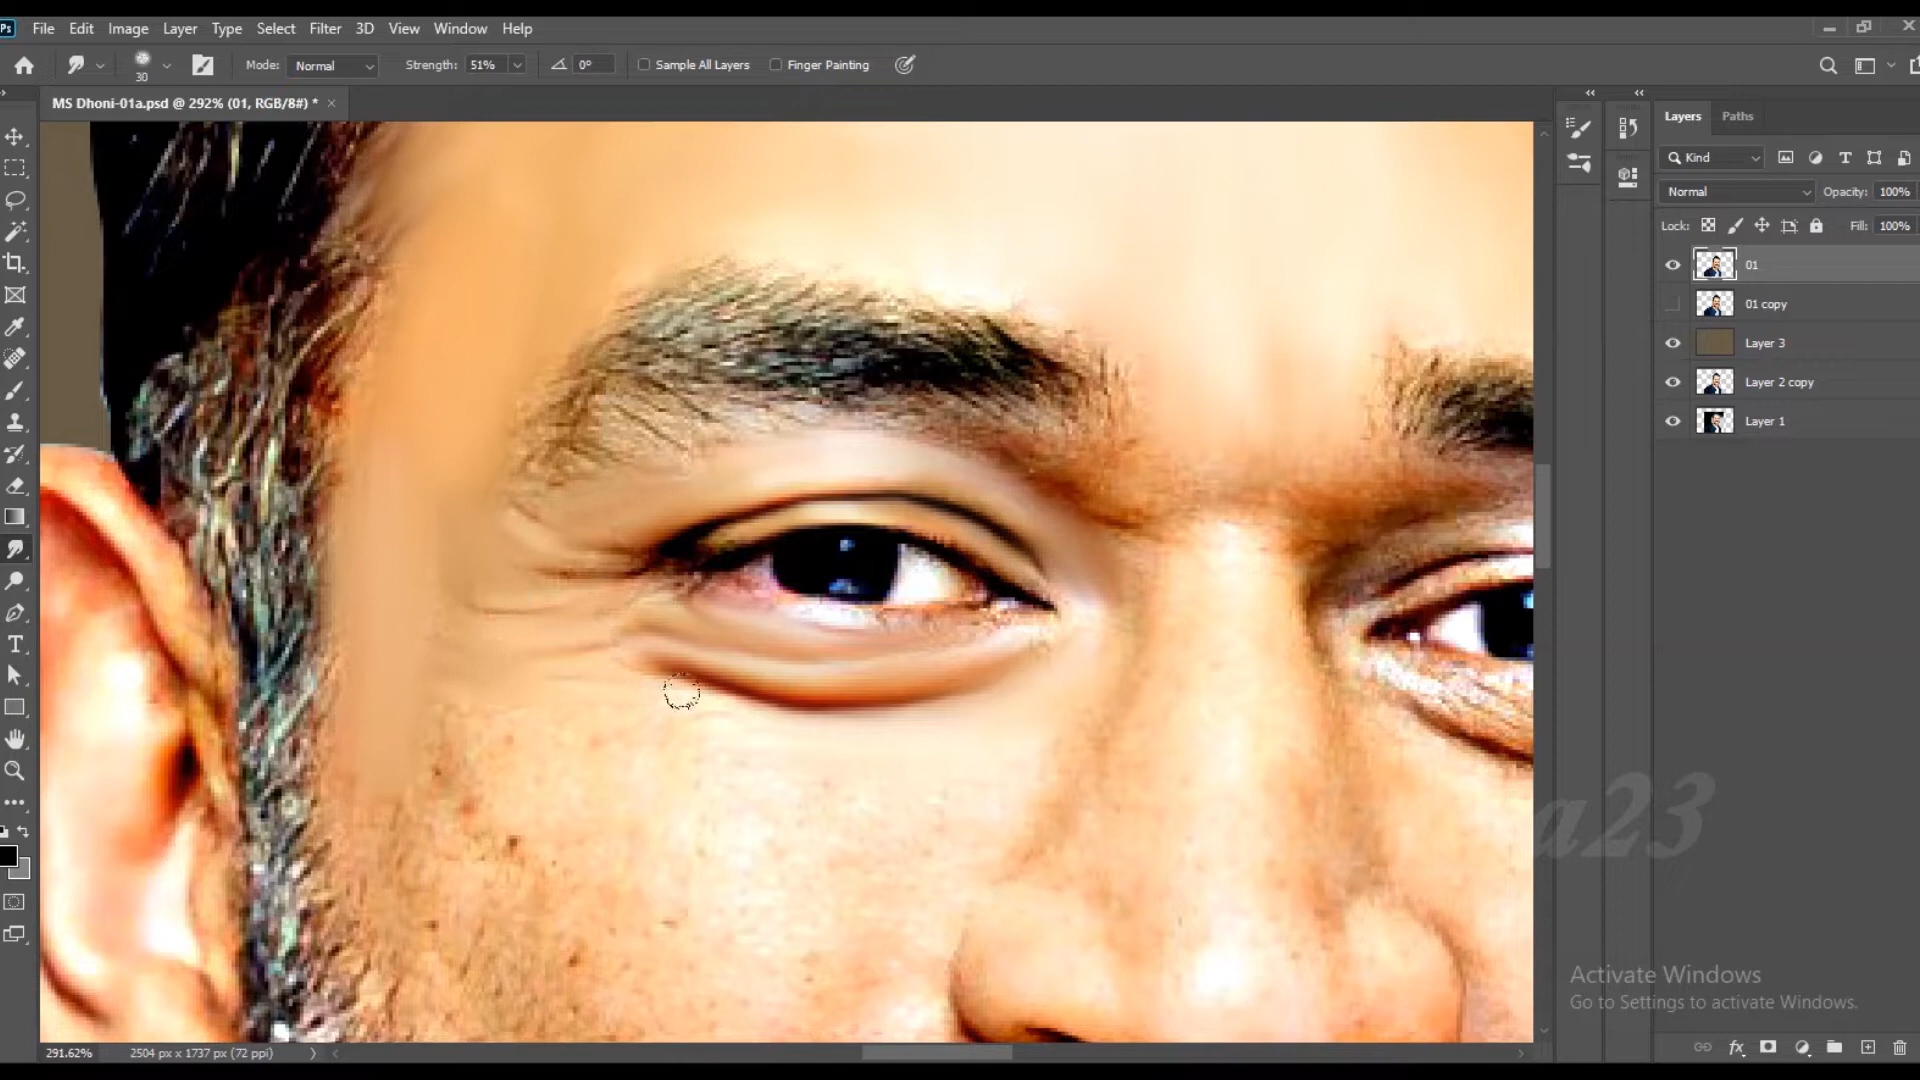 Ps File Edit Image Layer Type Select Filter 3D View Window Help
30 Mode: Normal Strength: 51% 0° Sample All Layers Finger Painting
MS Dhoni-01a.psd @ 292% (01, RGB/8#) * ×
Layers Paths
Kind
Normal Opacity: 100%
Lock: Fill: 100%
01
01 copy
Layer 3
Layer 2 copy
Layer 1
a23
Activate Windows
Go to Settings to activate Windows.
291.62% 2504 px x 1737 px (72 ppi)